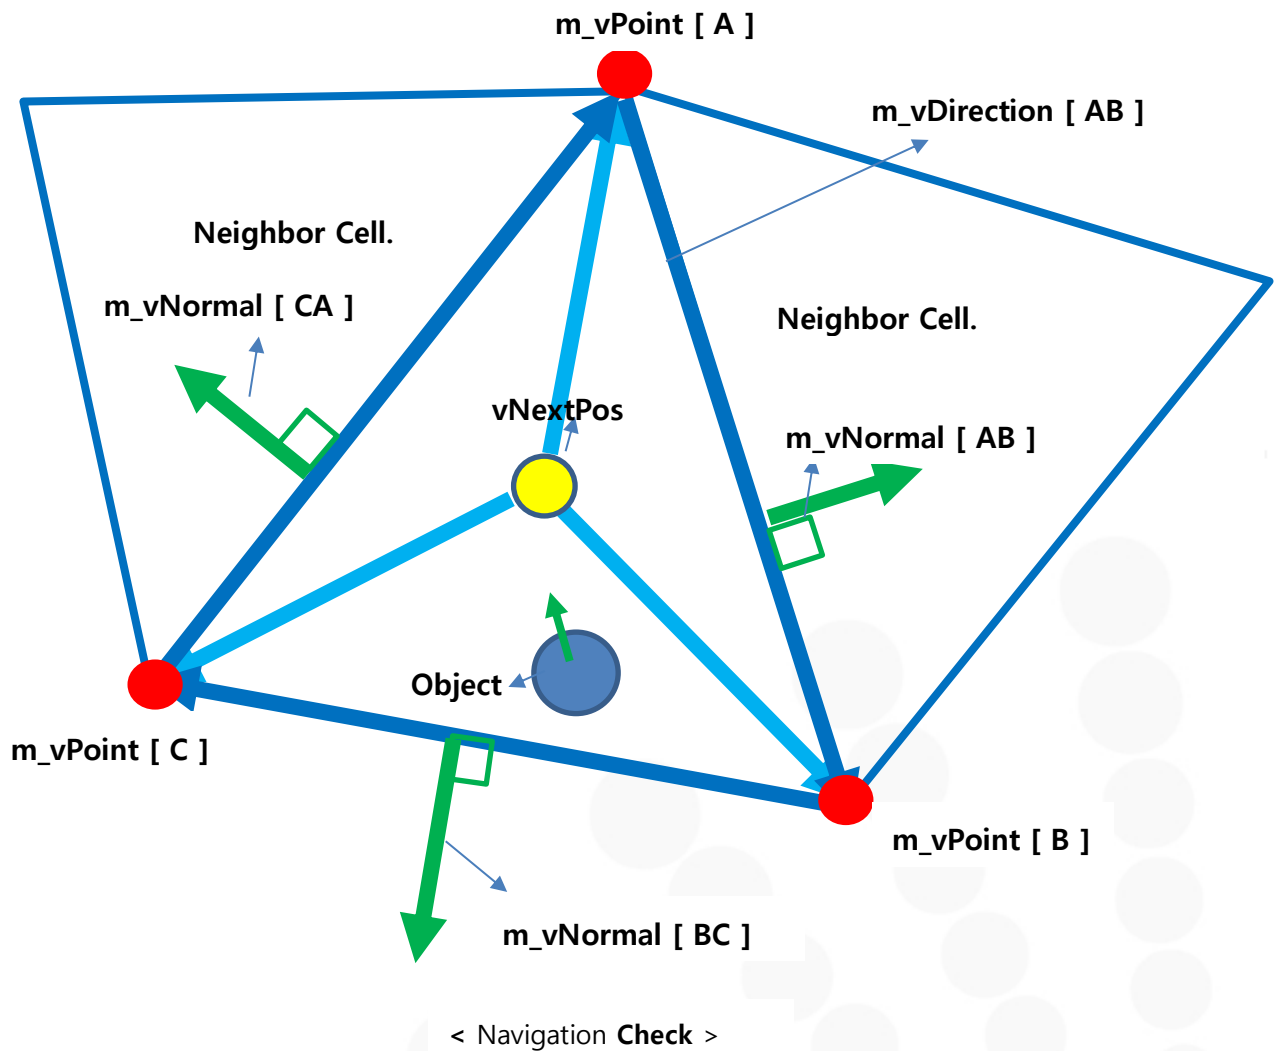 m_vPoint [ A ]
m_vDirection [ AB ]
Neighbor Cell.
m_vNormal [ CA ]
Neighbor Cell.
vNextPos
m_vNormal [ AB ]
Object
m_vPoint [ C ]
m_vPoint [ B ]
m_vNormal [ BC ]
< Navigation Check >